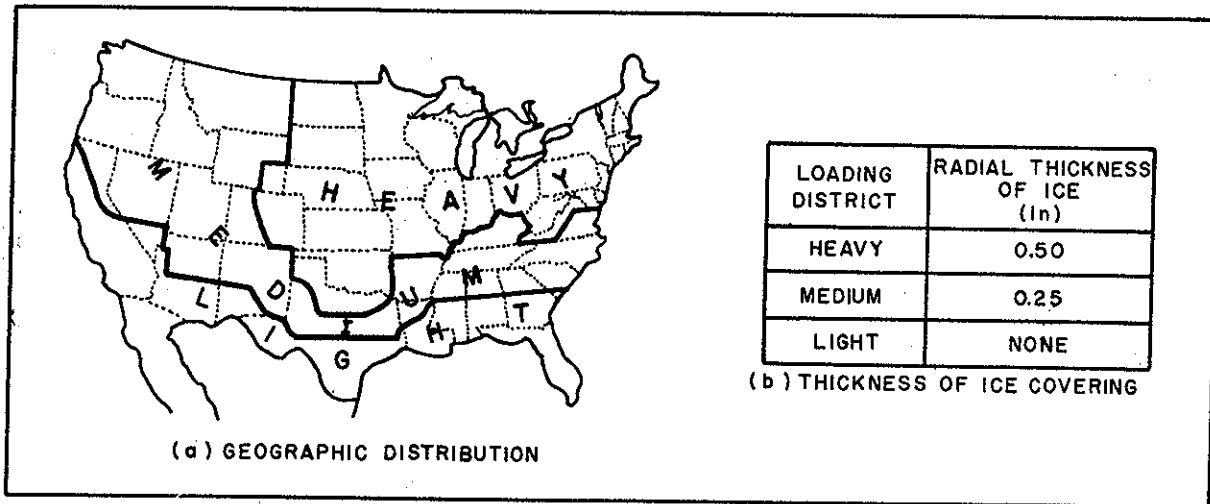 M
E
D
I
U
M
H
E
A
V
Y
L
I
G
H
T
(a) GEOGRAPHIC DISTRIBUTION
LOADING DISTRICT
RADIAL THICKNESS OF ICE (In)
HEAVY 0.50
MEDIUM 0.25
LIGHT NONE
(b) THICKNESS OF ICE COVERING